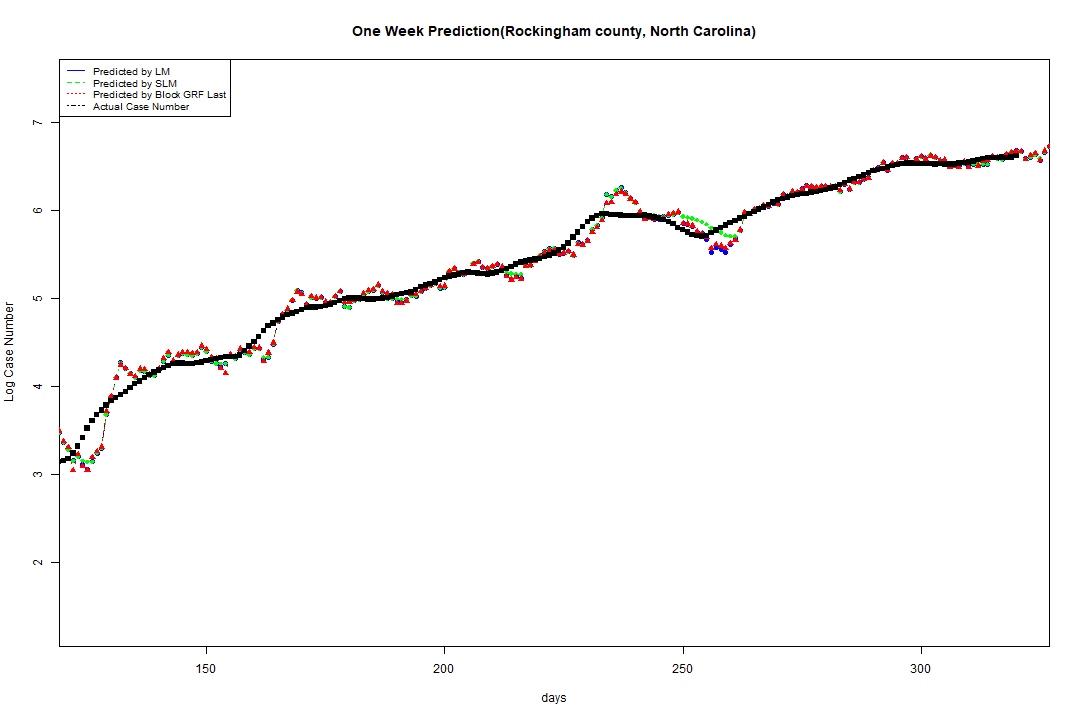 One Week Prediction(Rockingham county, North Carolina)
Predicted by LM
Predicted by SLM
Predicted by Block GRF Last
Actual Case Number
7
6
5
4
3
2
Log Case Number
150
200
250
300
days